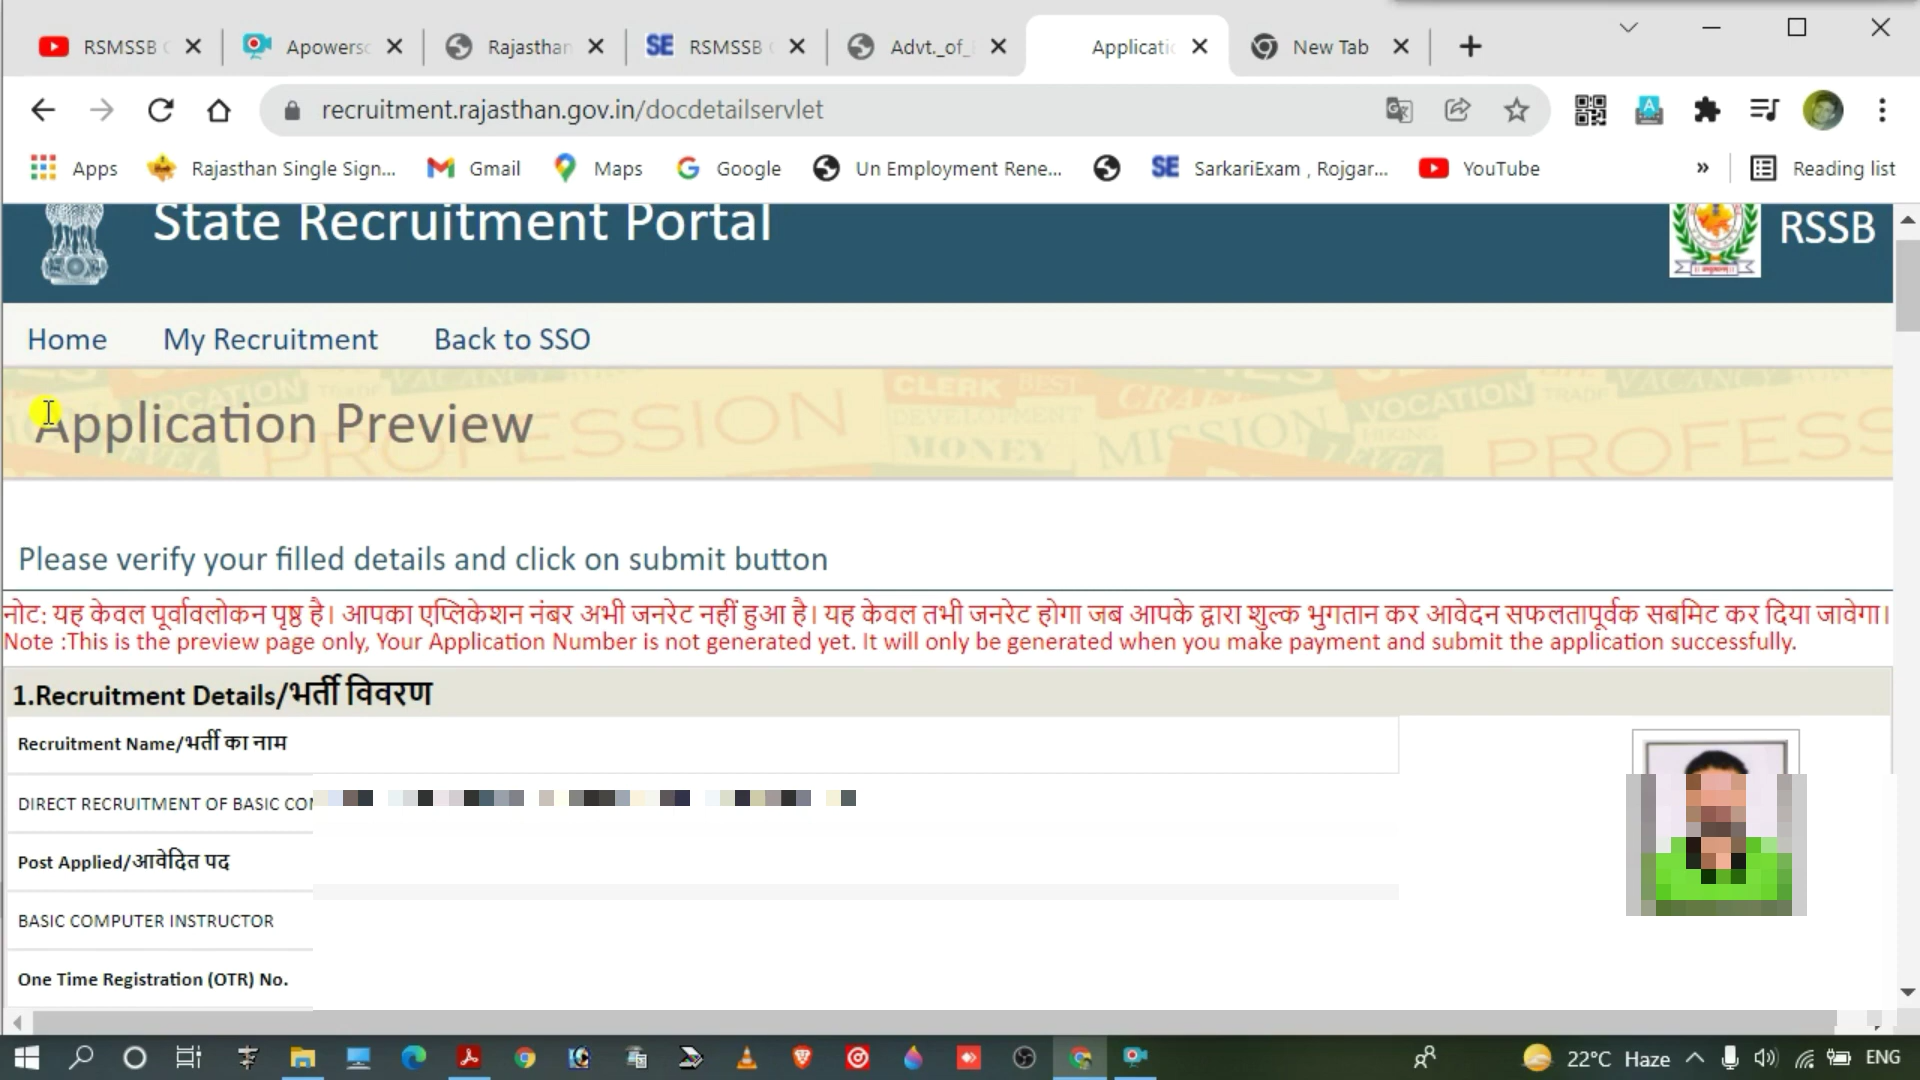 RSMSSB
Apowers
Rajasthan
RSMSSB
Advt._of_
Applicati
New Tab
recruitment.rajasthan.gov.in/docdetailservlet
Apps
Rajasthan Single Sign...
Gmail
Maps
Google
Un Employment Rene...
SE
SarkariExam , Rojgar...
YouTube
»
Reading list
State Recruitment Portal
RSSB
Home
My Recruitment
Back to SSO
Application Preview
Please verify your filled details and click on submit button
नोट: यह केवल पूर्वावलोकन पृष्ठ है। आपका एप्लिकेशन नंबर अभी जनरेट नहीं हुआ है। यह केवल तभी जनरेट होगा जब आपके द्वारा शुल्क भुगतान कर आवेदन सफलतापूर्वक सबमिट कर दिया जावेगा।
Note :This is the preview page only, Your Application Number is not generated yet. It will only be generated when you make payment and submit the application successfully.
1.Recruitment Details/भर्ती विवरण
Recruitment Name/भर्ती का नाम
DIRECT RECRUITMENT OF BASIC
Post Applied/आवेदित पद
BASIC COMPUTER INSTRUCTOR
One Time Registration (OTR) No.
22°C Haze
ENG